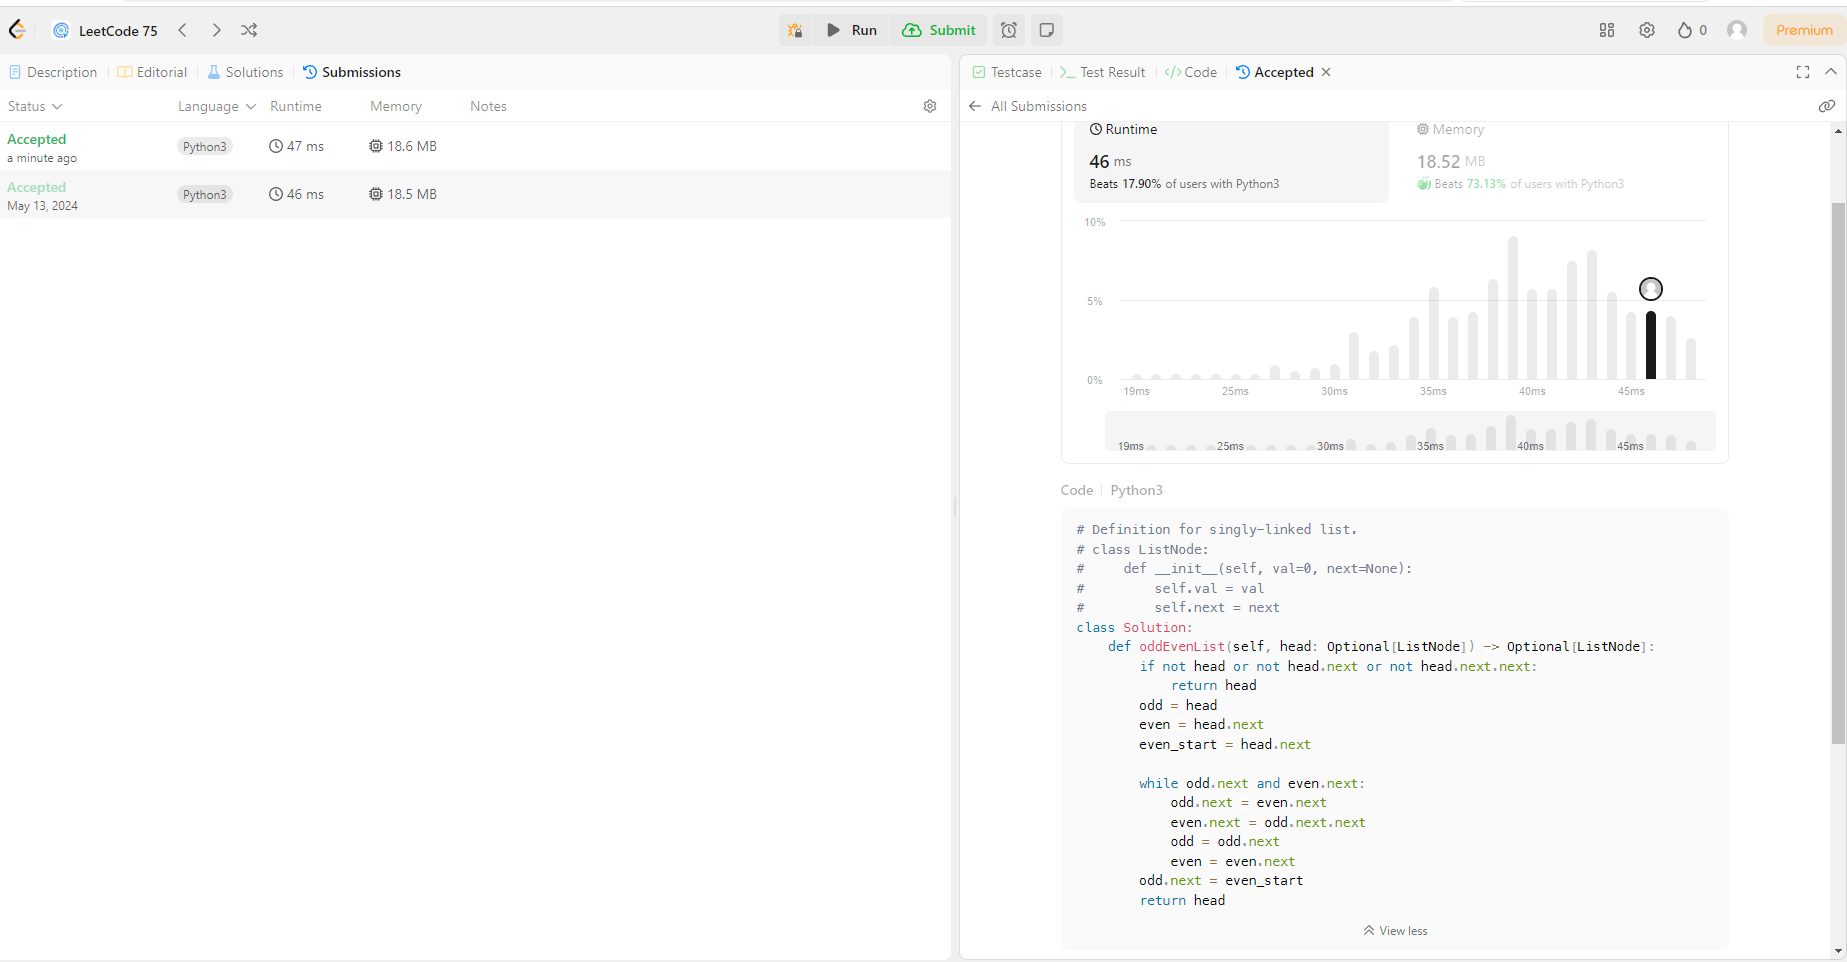 LeetCode 75
Run
Submit
0
Premium
Description
Editorial
Solutions
Submissions
Status
Language
Runtime
Memory
Notes
Accepted
a minute ago
Python3
47 ms
18.6 MB
Accepted
May 13, 2024
Python3
46 ms
18.5 MB
Testcase
Test Result
Code
Accepted
All Submissions
Runtime
46 ms
Beats 17.90% of users with Python3
Memory
18.52 MB
Beats 73.13% of users with Python3
10%
5%
0%
19ms 25ms 30ms 35ms 40ms 45ms
19ms 25ms 30ms 35ms 40ms 45ms
Code
Python3
# Definition for singly-linked list.
# class ListNode:
#     def __init__(self, val=0, next=None):
#         self.val = val
#         self.next = next
class Solution:
    def oddEvenList(self, head: Optional[ListNode]) -> Optional[ListNode]:
        if not head or not head.next or not head.next.next:
            return head
        odd = head
        even = head.next
        even_start = head.next
        while odd.next and even.next:
            odd.next = even.next
            even.next = odd.next.next
            odd = odd.next
            even = even.next
        odd.next = even_start
        return head
View less